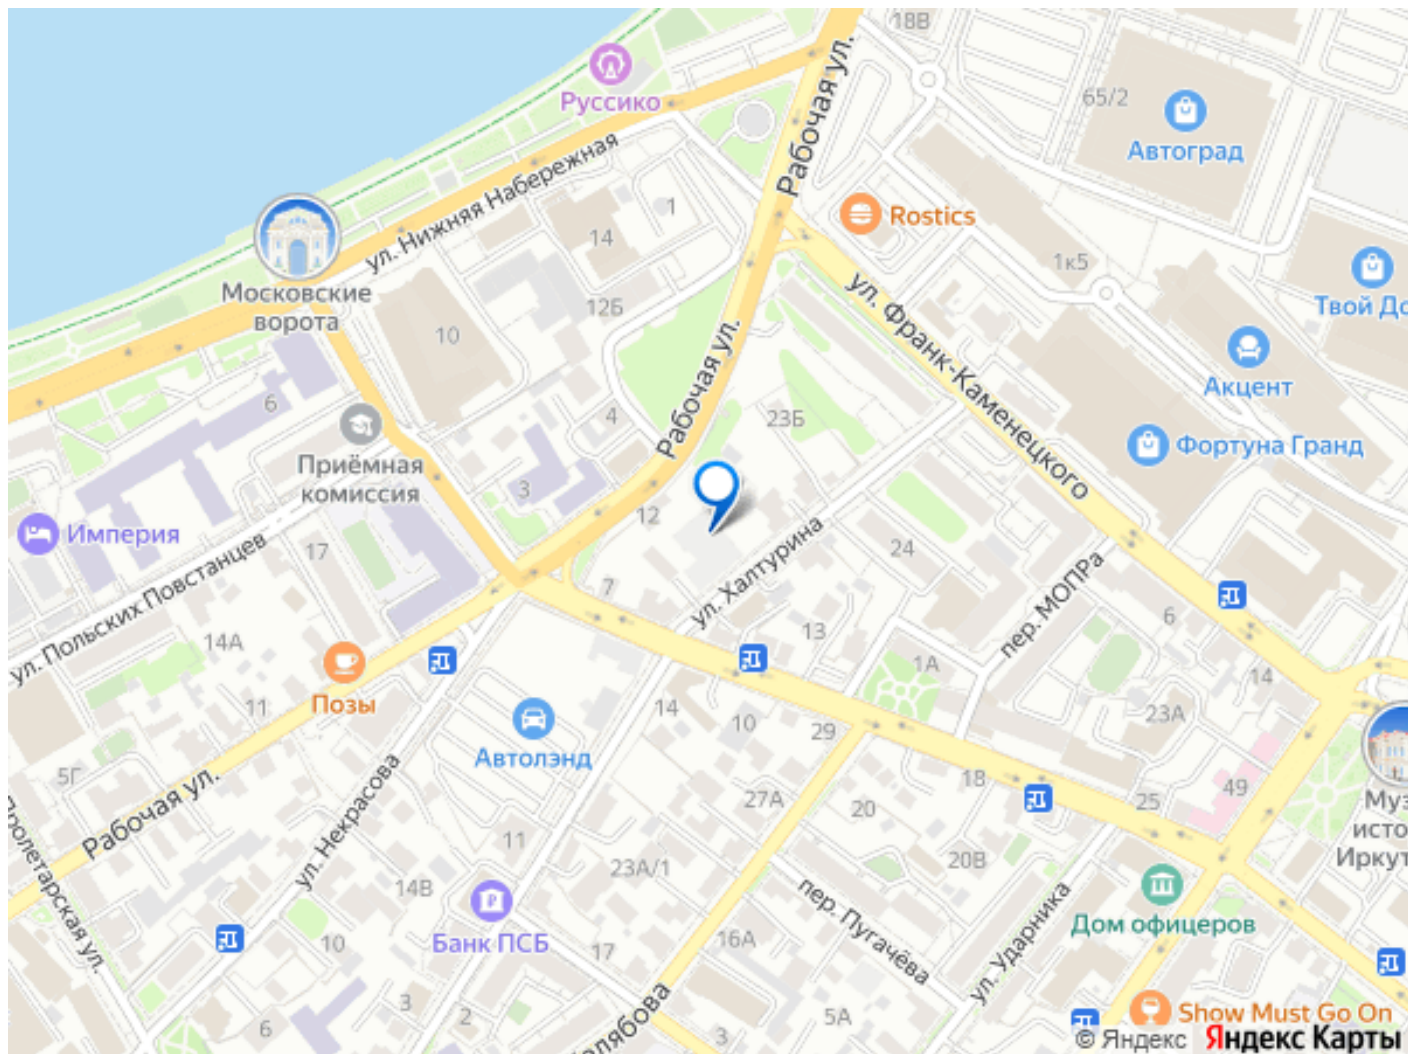 18В
Руссико
65/2
Автоград
Рабочая ул.
ул. Нижняя Набережная
1
Rostics
14
1к5
Московские
ворота
12Б
Твой До
ул. Франк-Каменецкого
10
Рабочая ул.
Акцент
6
4
23Б
Фортуна Гранд
Приёмная
комиссия
3
12
Империя
17
ул. Польских Повстанцев
24
ул. Халтурина
7
пер. МОПРа
6
14А
13
1А
14
Позы
11
14
10
29
23А
Автолэнд
5Г
18
49
27А
25
20
Муз
исто
Иркут
Рабочая ул.
ул. Некрасова
11
23А/1
20В
14В
Пролетарская ул.
пер. Пугачёва
ул. Ударника
Дом офицеров
Банк ПСБ
10
17
16А
3
2
6
5А
олябова
Show Must Go On
© Яндекс Яндекс Карты